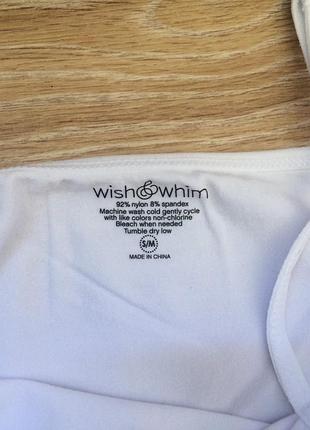 wish&whim
92% nylon 8% spandex
Machine wash cold gently cycle
with like colors non-chlorine
Bleach when needed
Tumble dry low
S/M
MADE IN CHINA